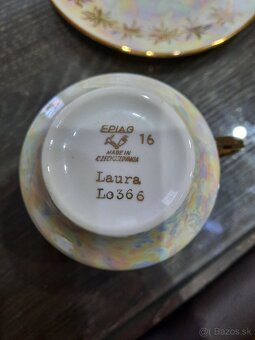 EPIAG
16
MADE IN
CZECHOSLOVAKIA
Laura
Lo366
bazos.sk